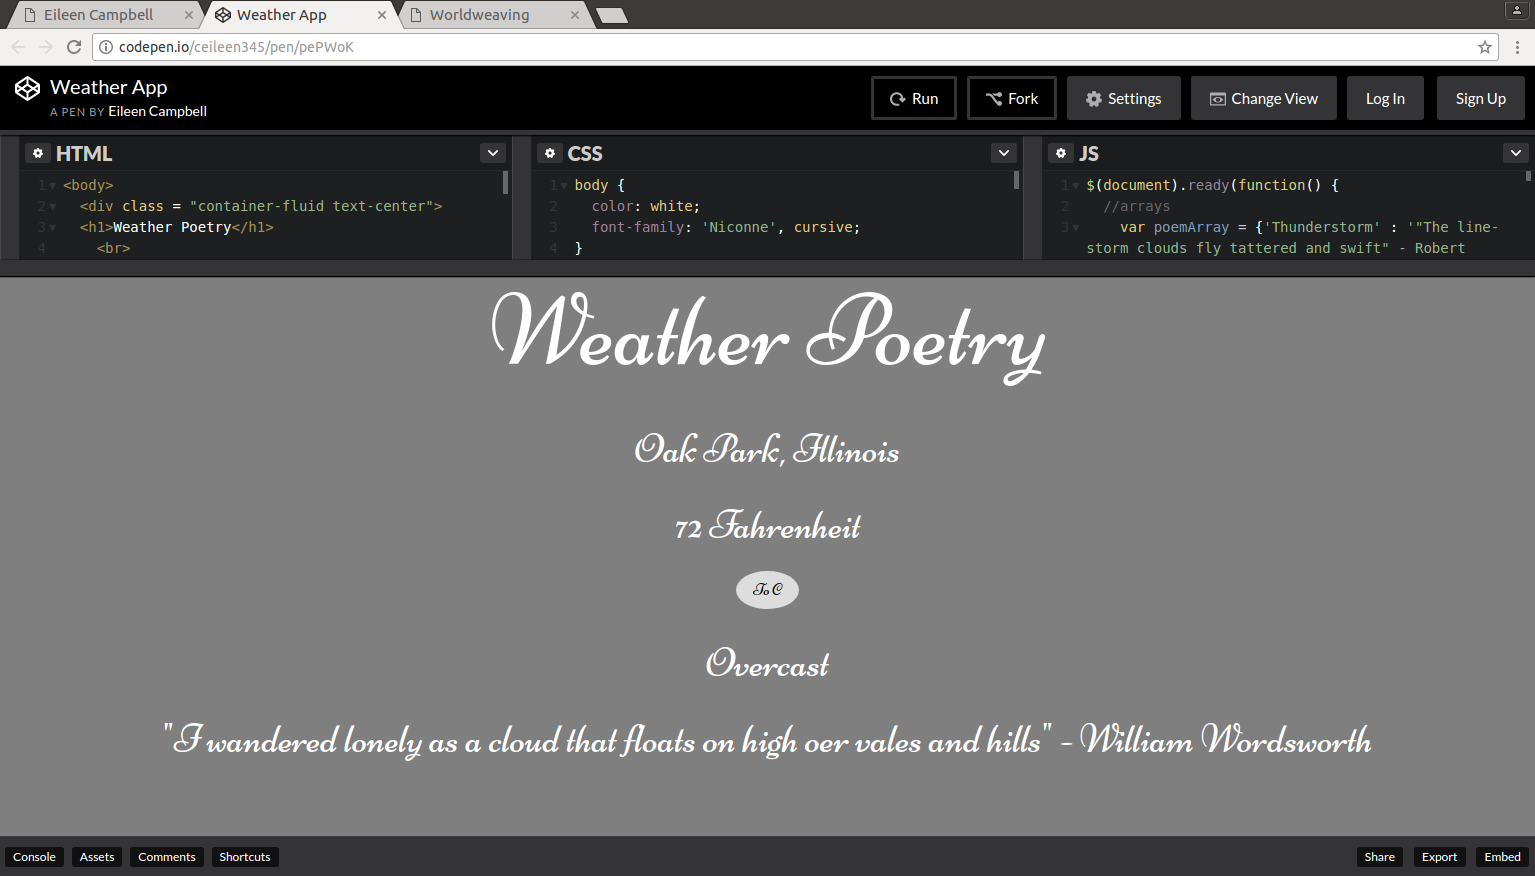 Eileen Campbell
Weather App
Worldweaving
codepen.io/ceileen345/pen/pePWoK
Weather App
A PEN BY Eileen Campbell
Run
Fork
Settings
Change View
Log In
Sign Up
HTML
1 <body>
2 <div class = "container-fluid text-center">
3 <h1>Weather Poetry</h1>
4 <br>
CSS
1 body {
2 color: white;
3 font-family: 'Niconne', cursive;
4 }
JS
1 $(document).ready(function() {
2 //arrays
3 var poemArray = {'Thunderstorm' : '"The line-
storm clouds fly tattered and swift" - Robert
Weather Poetry
Oak Park, Illinois
72 Fahrenheit
To C
Overcast
"I wandered lonely as a cloud that floats on high oer vales and hills" - William Wordsworth
Console
Assets
Comments
Shortcuts
Share
Export
Embed